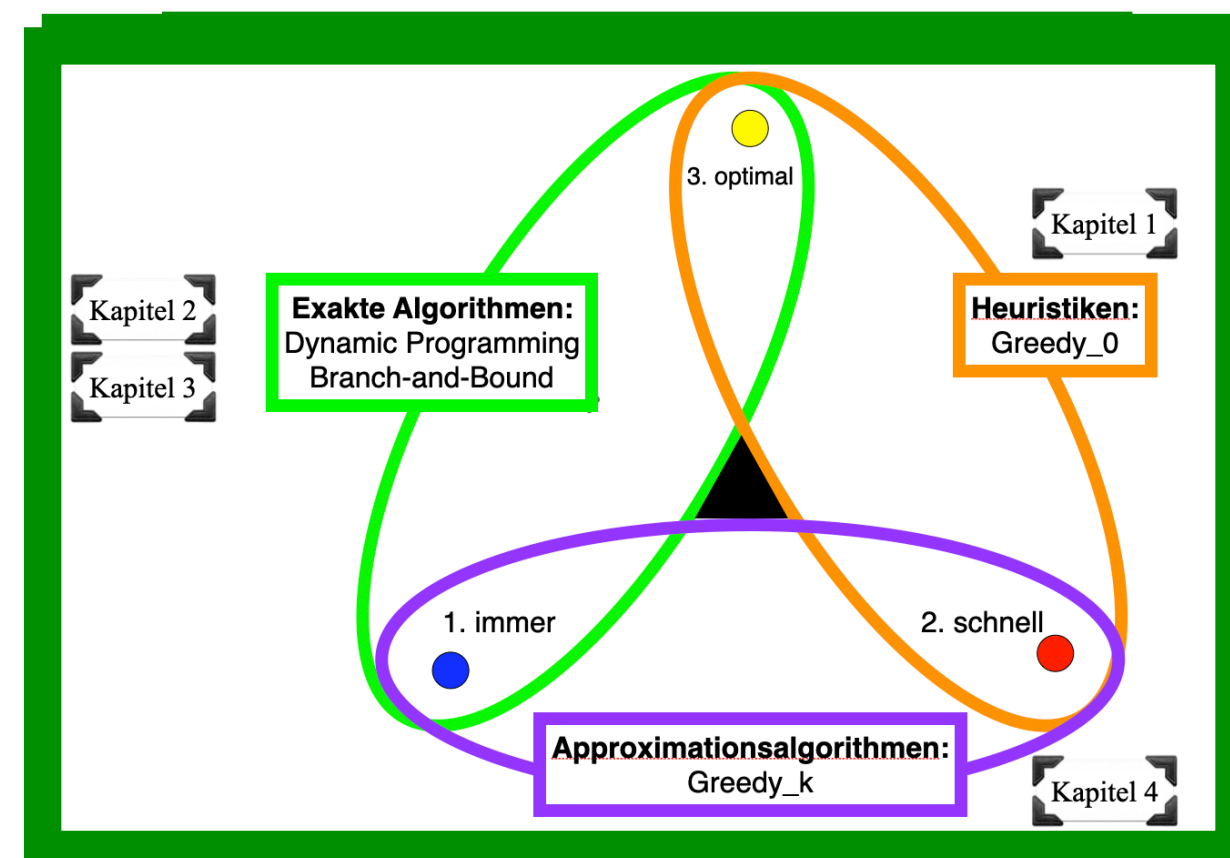 3. optimal
Kapitel 1
Kapitel 2
Kapitel 3
Exakte Algorithmen:
Dynamic Programming
Branch-and-Bound
Heuristiken:
Greedy_0
1. immer
2. schnell
Approximationsalgorithmen:
Greedy_k
Kapitel 4